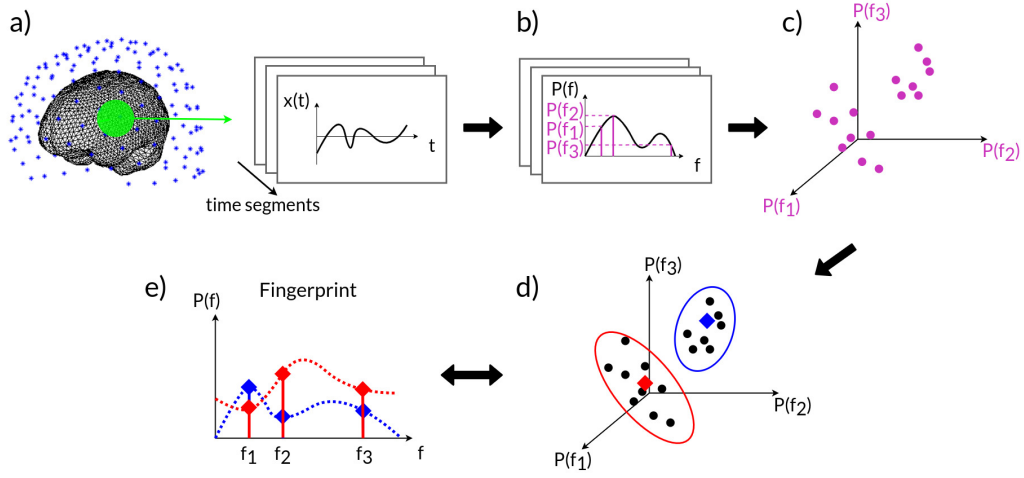 a)
x(t)
t
time segments
b)
P(f)
P(f2)
P(f1)
P(f3)
f
c)
P(f3)
P(f2)
P(f1)
e)
Fingerprint
P(f)
f1 f2 f3 f
d)
P(f3)
P(f2)
P(f1)